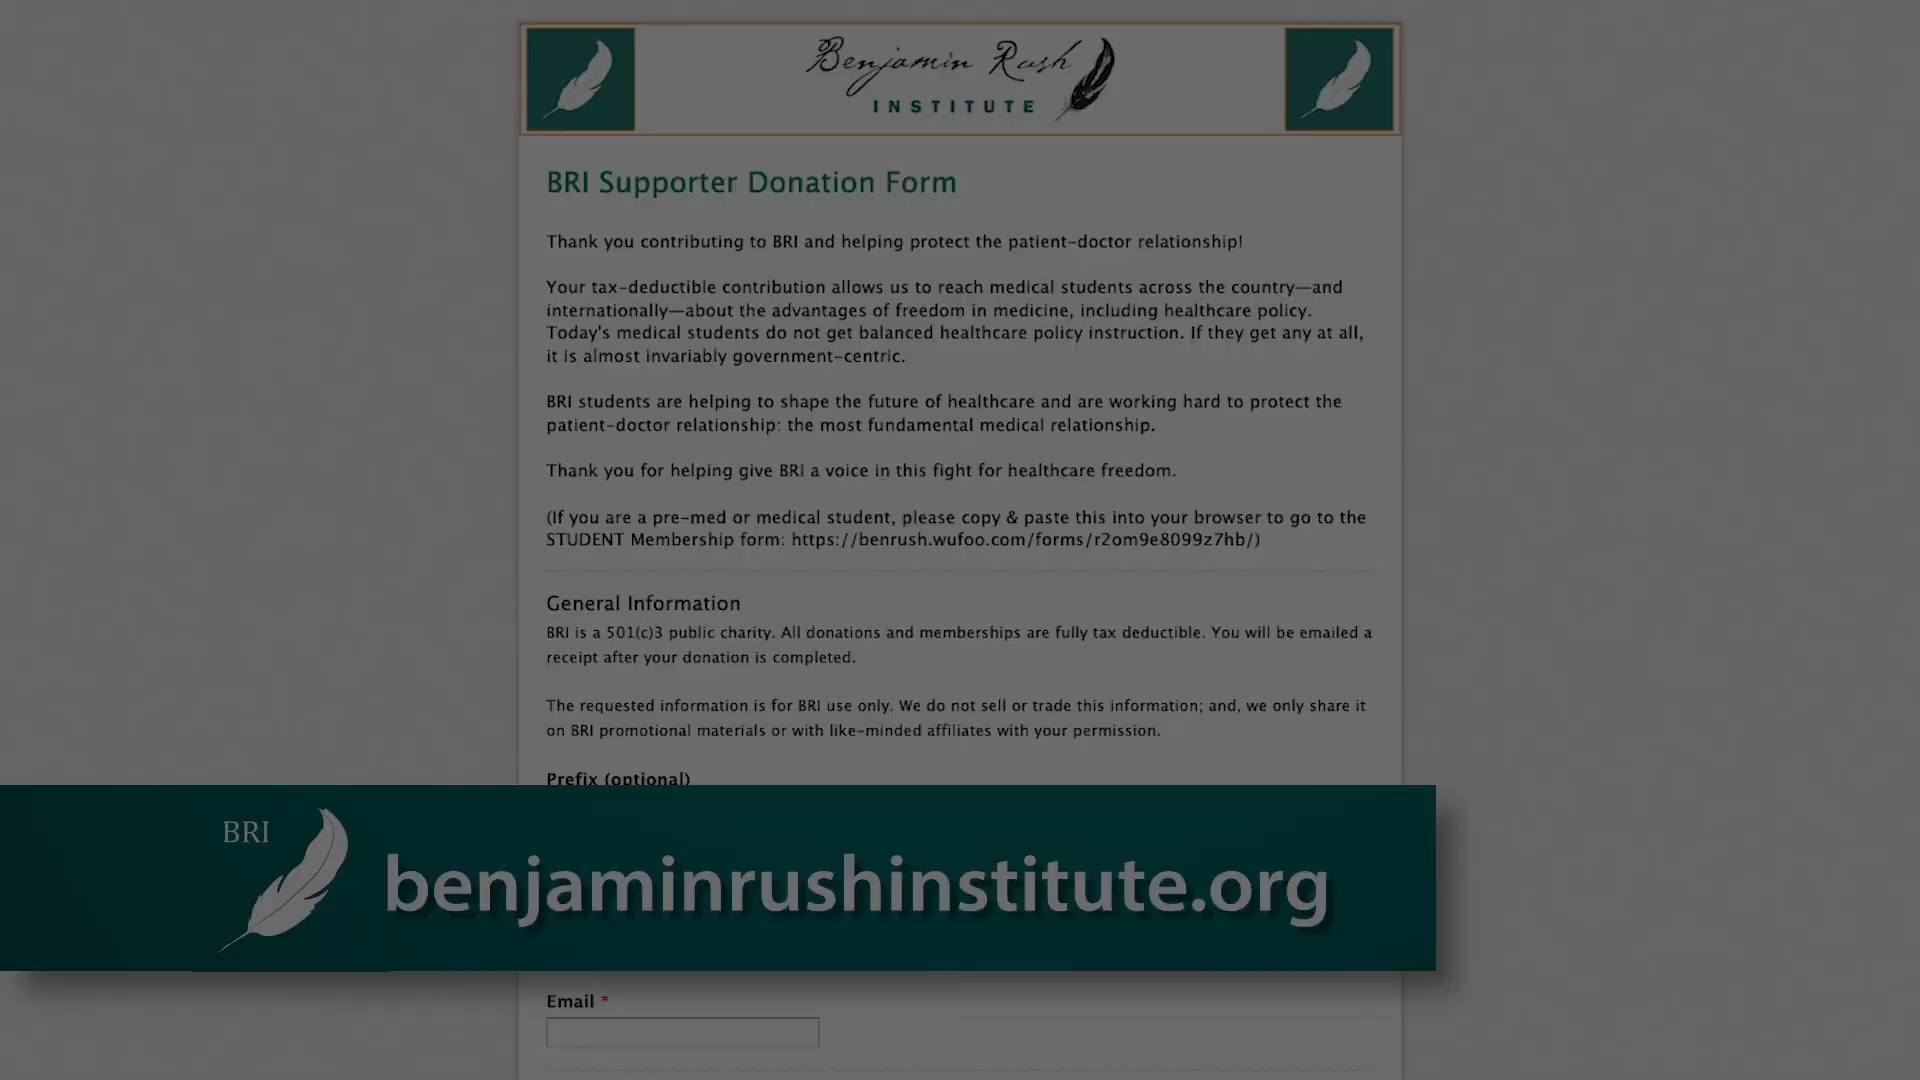 Benjamin Rush
INSTITUTE
BRI Supporter Donation Form
Thank you contributing to BRI and helping protect the patient-doctor relationship!
Your tax-deductible contribution allows us to reach medical students across the country—and
internationally—about the advantages of freedom in medicine, including healthcare policy.
Today's medical students do not get balanced healthcare policy instruction. If they get any at all,
it is almost invariably government-centric.
BRI students are helping to shape the future of healthcare and are working hard to protect the
patient-doctor relationship: the most fundamental medical relationship.
Thank you for helping give BRI a voice in this fight for healthcare freedom.
(If you are a pre-med or medical student, please copy & paste this into your browser to go to the
STUDENT Membership form: https://benrush.wufoo.com/forms/r2om9e8099z7hb/)
General Information
BRI is a 501(c)3 public charity. All donations and memberships are fully tax deductible. You will be emailed a
receipt after your donation is completed.
The requested information is for BRI use only. We do not sell or trade this information; and, we only share it
on BRI promotional materials or with like-minded affiliates with your permission.
Prefix (optional)
BRI
benjaminrushinstitute.org
Email *